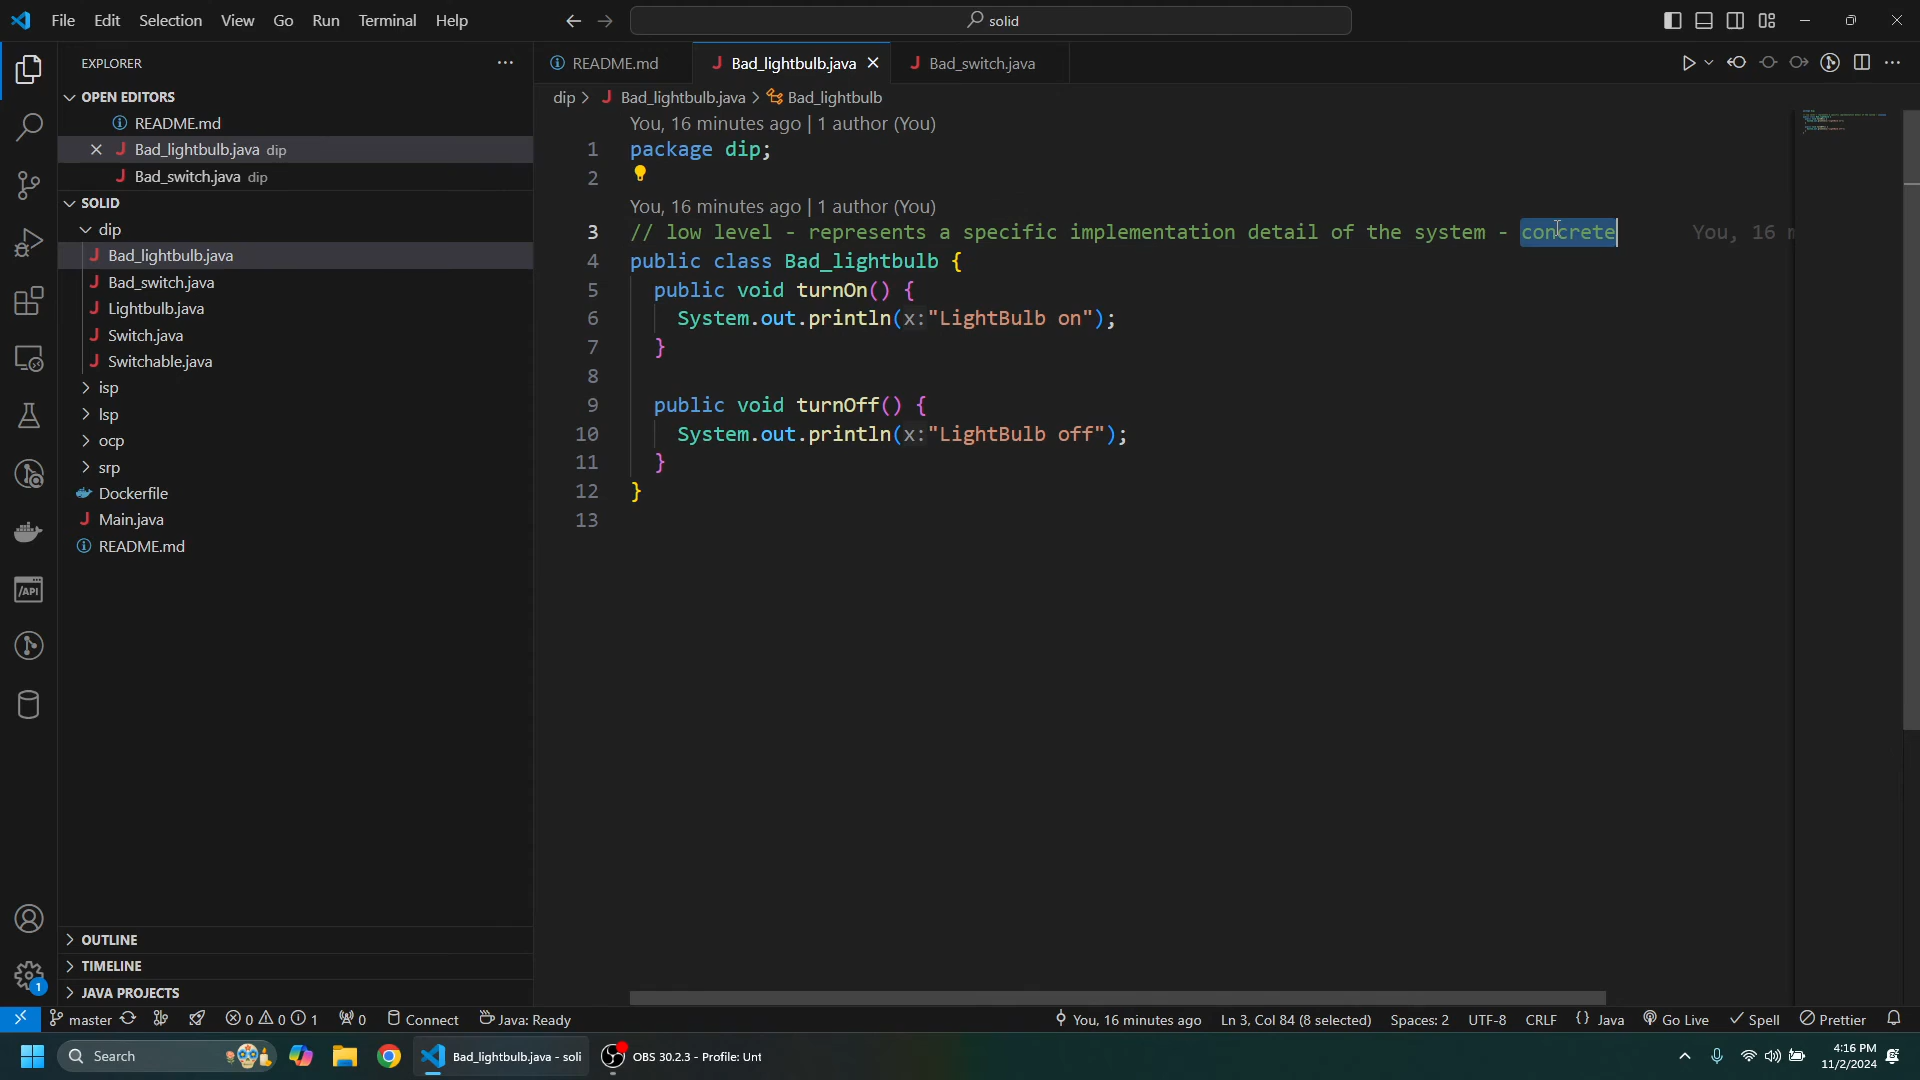 File Edit Selection View Go Run Terminal Help
solid
EXPLORER
OPEN EDITORS
README.md
Bad_lightbulb.java dip
Bad_switch.java dip
SOLID
dip
Bad_lightbulb.java
Bad_switch.java
Lightbulb.java
Switch.java
Switchable.java
isp
lsp
ocp
srp
Dockerfile
Main.java
README.md
OUTLINE
TIMELINE
JAVA PROJECTS
README.md Bad_lightbulb.java Bad_switch.java
dip > Bad_lightbulb.java > Bad_lightbulb
You, 16 minutes ago | 1 author (You)
1 package dip;
2
You, 16 minutes ago | 1 author (You)
3 // low level - represents a specific implementation detail of the system - concrete You, 16 m
4 public class Bad_lightbulb {
5 public void turnOn() {
6 System.out.println(x:"LightBulb on");
7 }
8
9 public void turnOff() {
10 System.out.println(x:"LightBulb off");
11 }
12 }
13
/API
1
master 0 0 1 0 Connect Java: Ready You, 16 minutes ago Ln 3, Col 84 (8 selected) Spaces: 2 UTF-8 CRLF {} Java Go Live Spell Prettier
Search Bad_lightbulb.java - soli OBS 30.2.3 - Profile: Unt
4:16 PM
11/2/2024